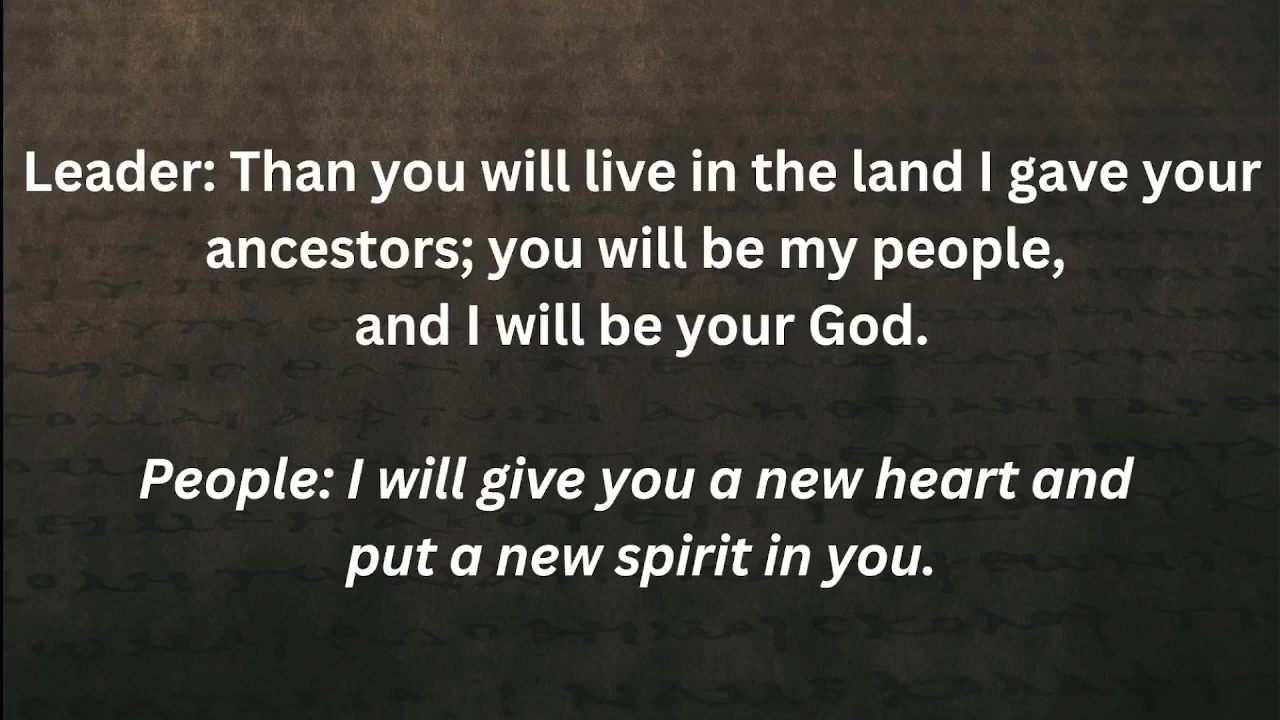 Leader: Than you will live in the land I gave your
ancestors; you will be my people,
and I will be your God.
People: I will give you a new heart and
put a new spirit in you.